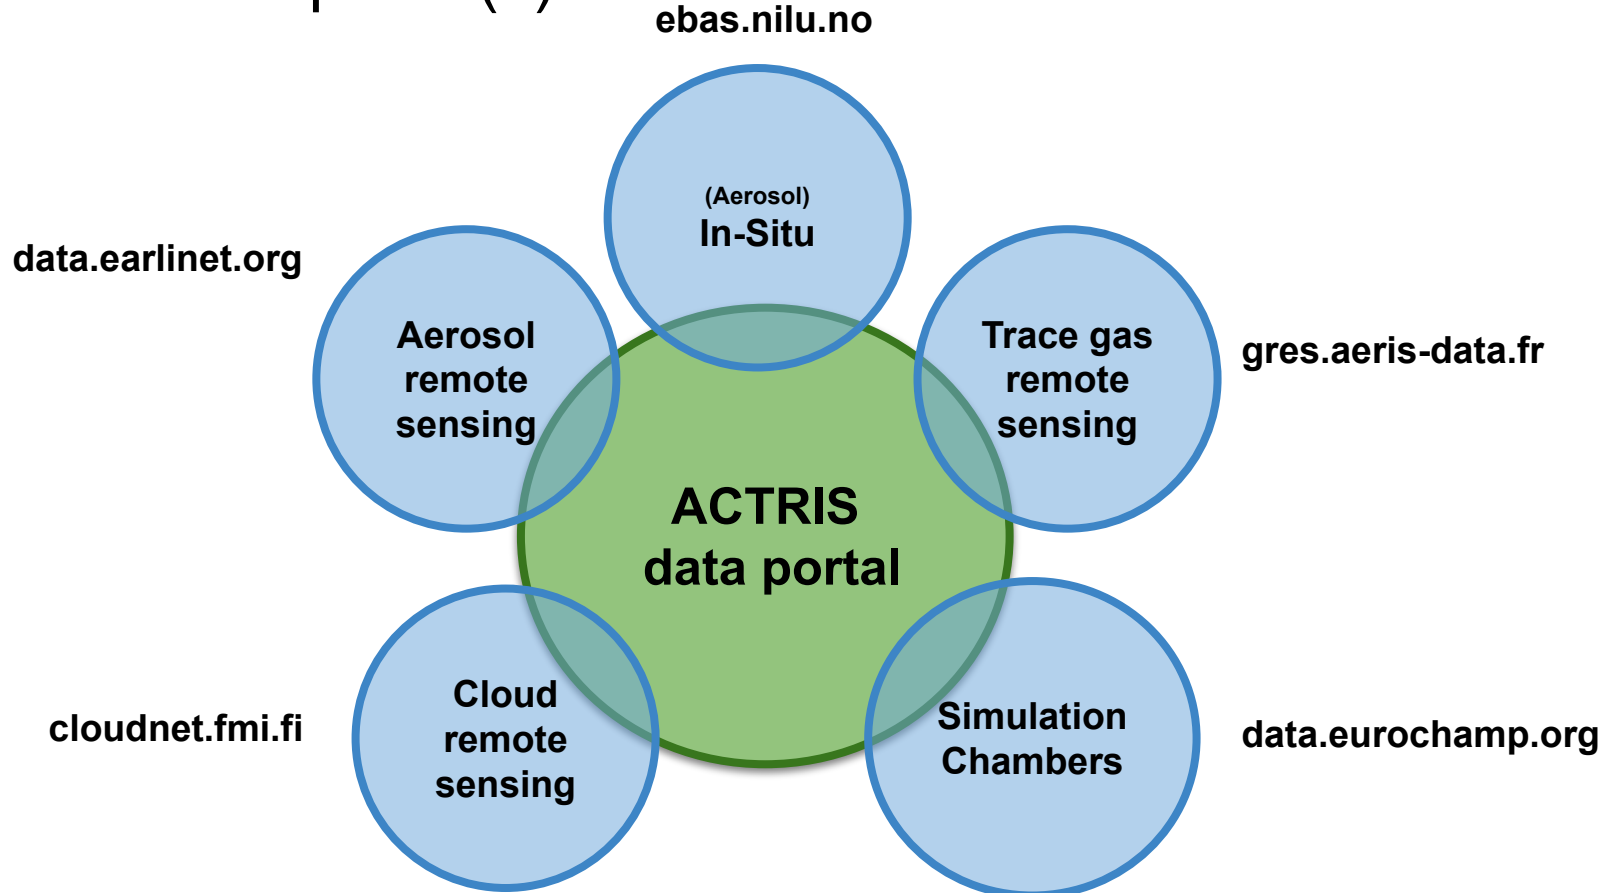 ebas.nilu.no
(Aerosol)
In-Situ
data.earlinet.org
Aerosol
remote
sensing
Trace gas
remote
sensing
gres.aeris-data.fr
ACTRIS
data portal
cloudnet.fmi.fi
Cloud
remote
sensing
Simulation
Chambers
data.eurochamp.org